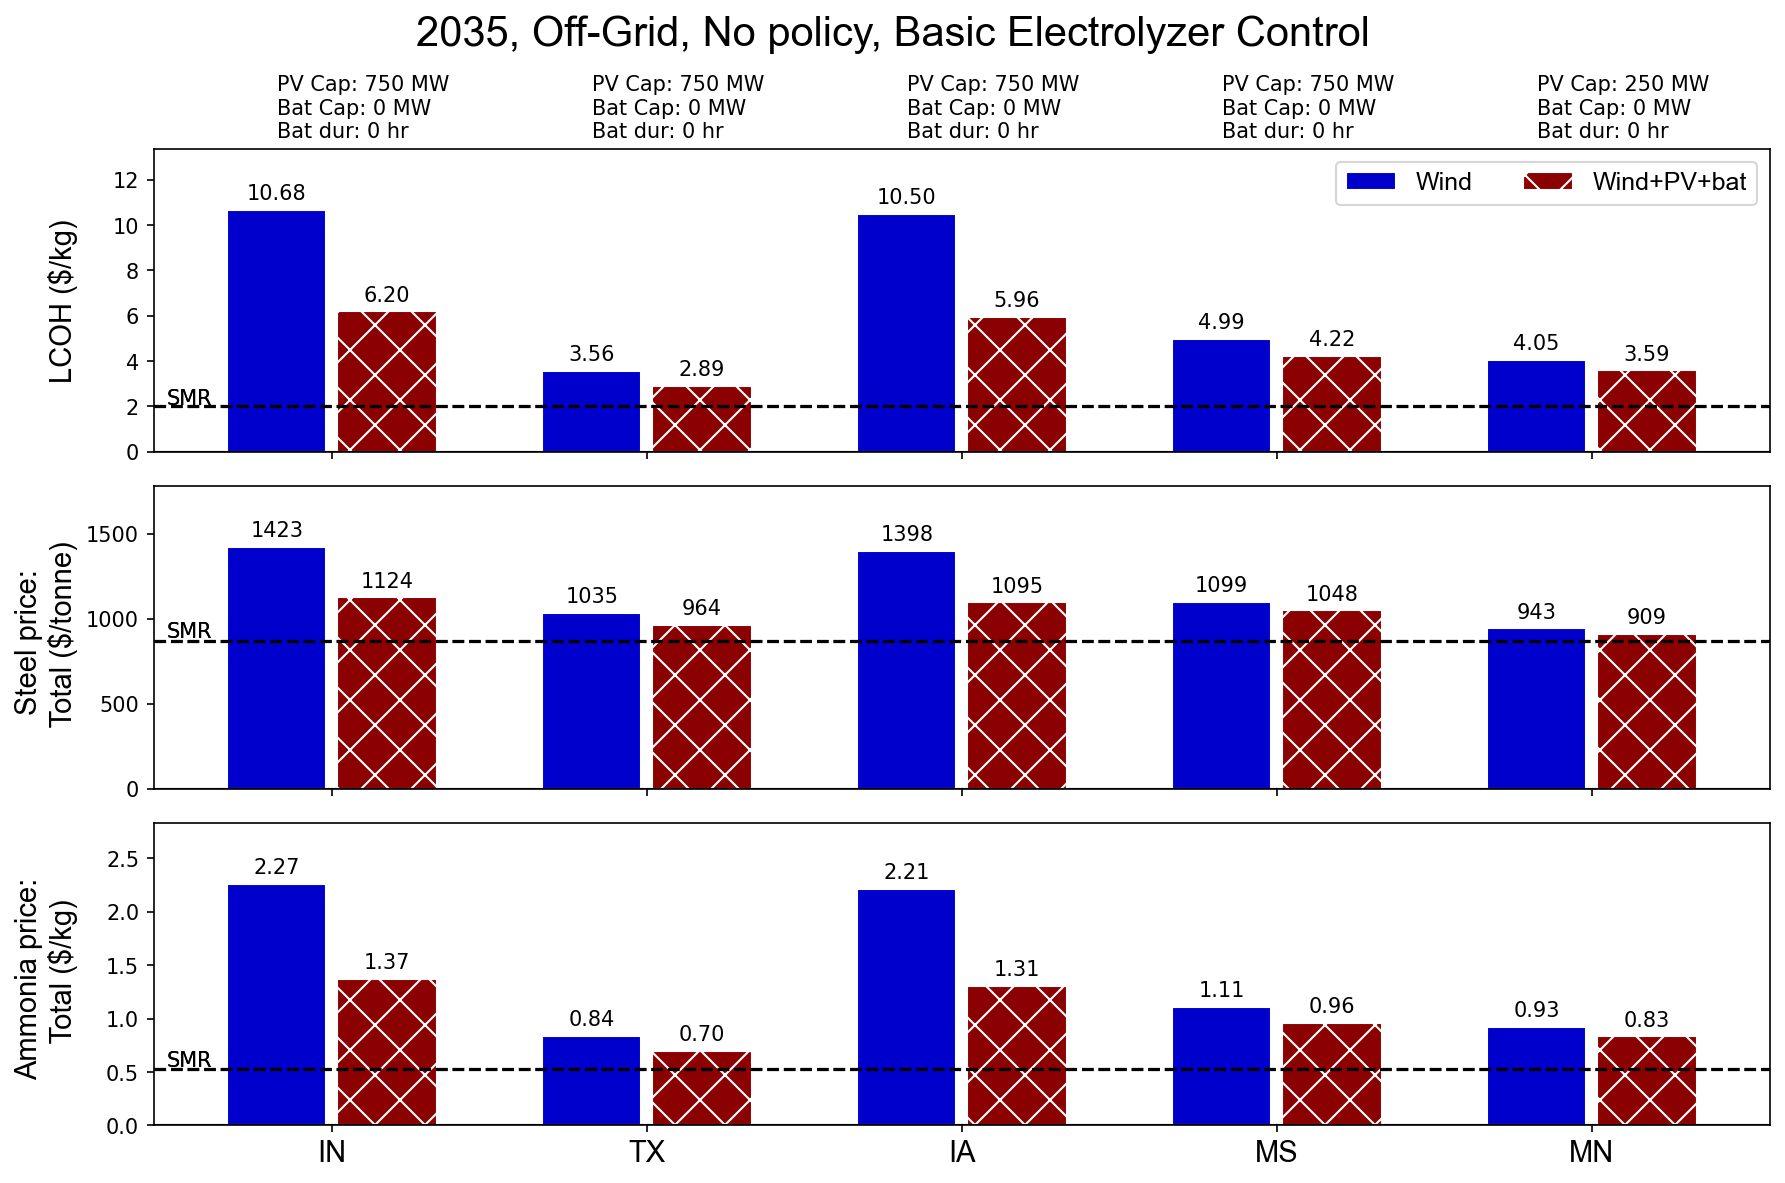 2035, Off-Grid, No policy, Basic Electrolyzer Control
PV Cap: 750 MW
Bat Cap: 0 MW
Bat dur: 0 hr
PV Cap: 750 MW
Bat Cap: 0 MW
Bat dur: 0 hr
PV Cap: 750 MW
Bat Cap: 0 MW
Bat dur: 0 hr
PV Cap: 750 MW
Bat Cap: 0 MW
Bat dur: 0 hr
PV Cap: 250 MW
Bat Cap: 0 MW
Bat dur: 0 hr
LCOH ($/kg)
12
10
8
6
4
2
0
Wind
Wind+PV+bat
10.68
6.20
3.56
2.89
10.50
5.96
4.99
4.22
4.05
3.59
SMR
Steel price:
Total ($/tonne)
1500
1000
500
0
1423
1124
1035
964
1398
1095
1099
1048
943
909
SMR
Ammonia price:
Total ($/kg)
2.5
2.0
1.5
1.0
0.5
0.0
2.27
1.37
0.84
0.70
2.21
1.31
1.11
0.96
0.93
0.83
SMR
IN
TX
IA
MS
MN